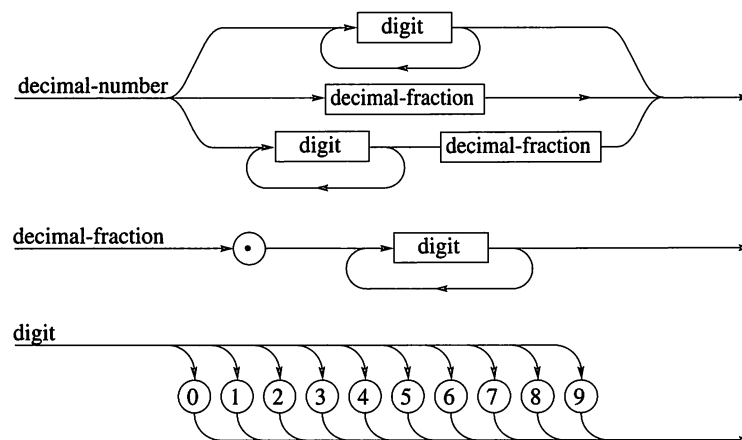 digit
decimal-number
decimal-fraction
digit
decimal-fraction
decimal-fraction
.
digit
digit
0 1 2 3 4 5 6 7 8 9